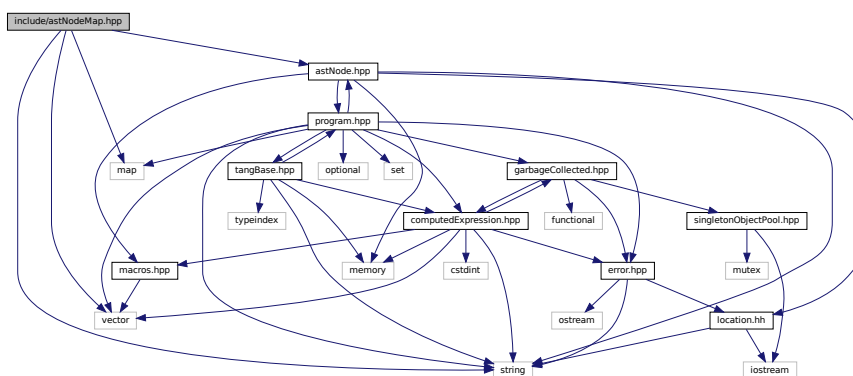 include/astNodeMap.hpp
astNode.hpp
program.hpp
map
tangBase.hpp
optional
set
garbageCollected.hpp
typeindex
computedExpression.hpp
functional
singletonObjectPool.hpp
macros.hpp
memory
cstdint
error.hpp
mutex
vector
ostream
location.hh
string
iostream